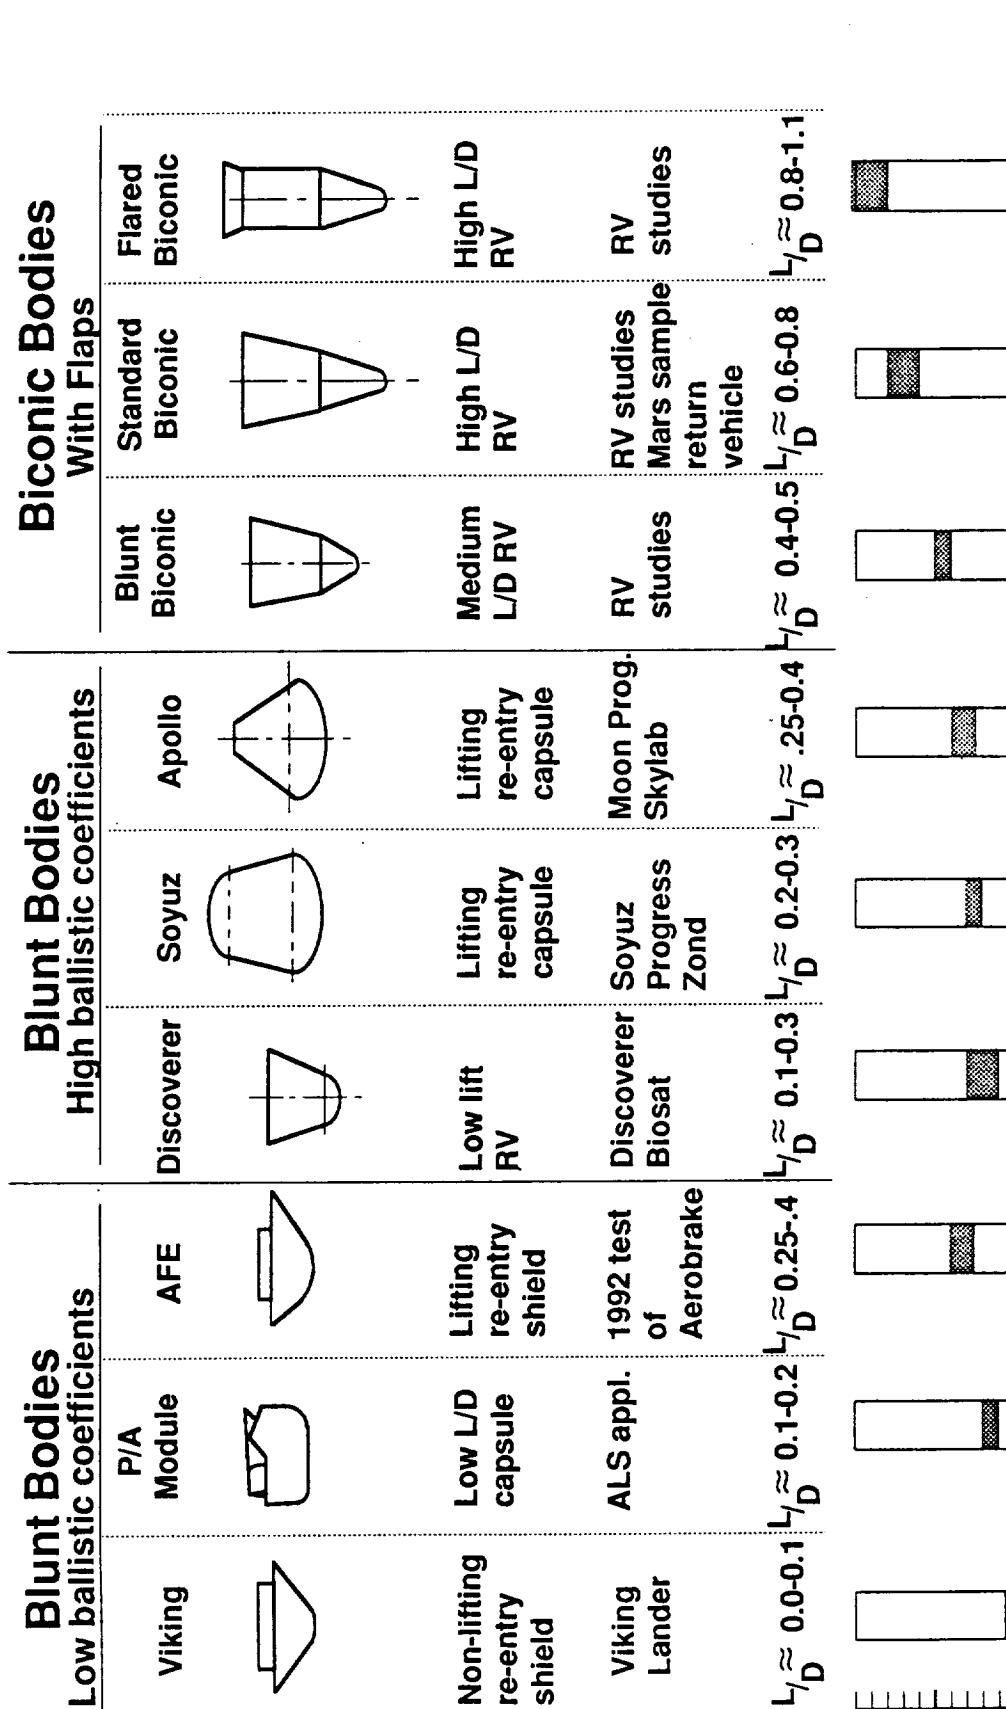 Blunt Bodies
Low ballistic coefficients
Viking
Non-lifting
re-entry
shield
Viking
Lander
L/D ≈ 0.0-0.1
P/A
Module
Low L/D
capsule
ALS appl.
L/D ≈ 0.1-0.2
AFE
Lifting
re-entry
shield
1992 test
of
Aerobrake
L/D ≈ 0.25-.4
Blunt Bodies
High ballistic coefficients
Discoverer
Low lift
RV
Discoverer
Biosat
L/D ≈ 0.1-0.3
Soyuz
Lifting
re-entry
capsule
Soyuz
Progress
Zond
L/D ≈ 0.2-0.3
Apollo
Lifting
re-entry
capsule
Moon Prog.
Skylab
L/D ≈ .25-0.4
Biconic Bodies
With Flaps
Blunt
Biconic
Medium
L/D RV
RV
studies
L/D ≈ 0.4-0.5
Standard
Biconic
High L/D
RV
RV studies
Mars sample
return
vehicle
L/D ≈ 0.6-0.8
Flared
Biconic
High L/D
RV
RV
studies
L/D ≈ 0.8-1.1